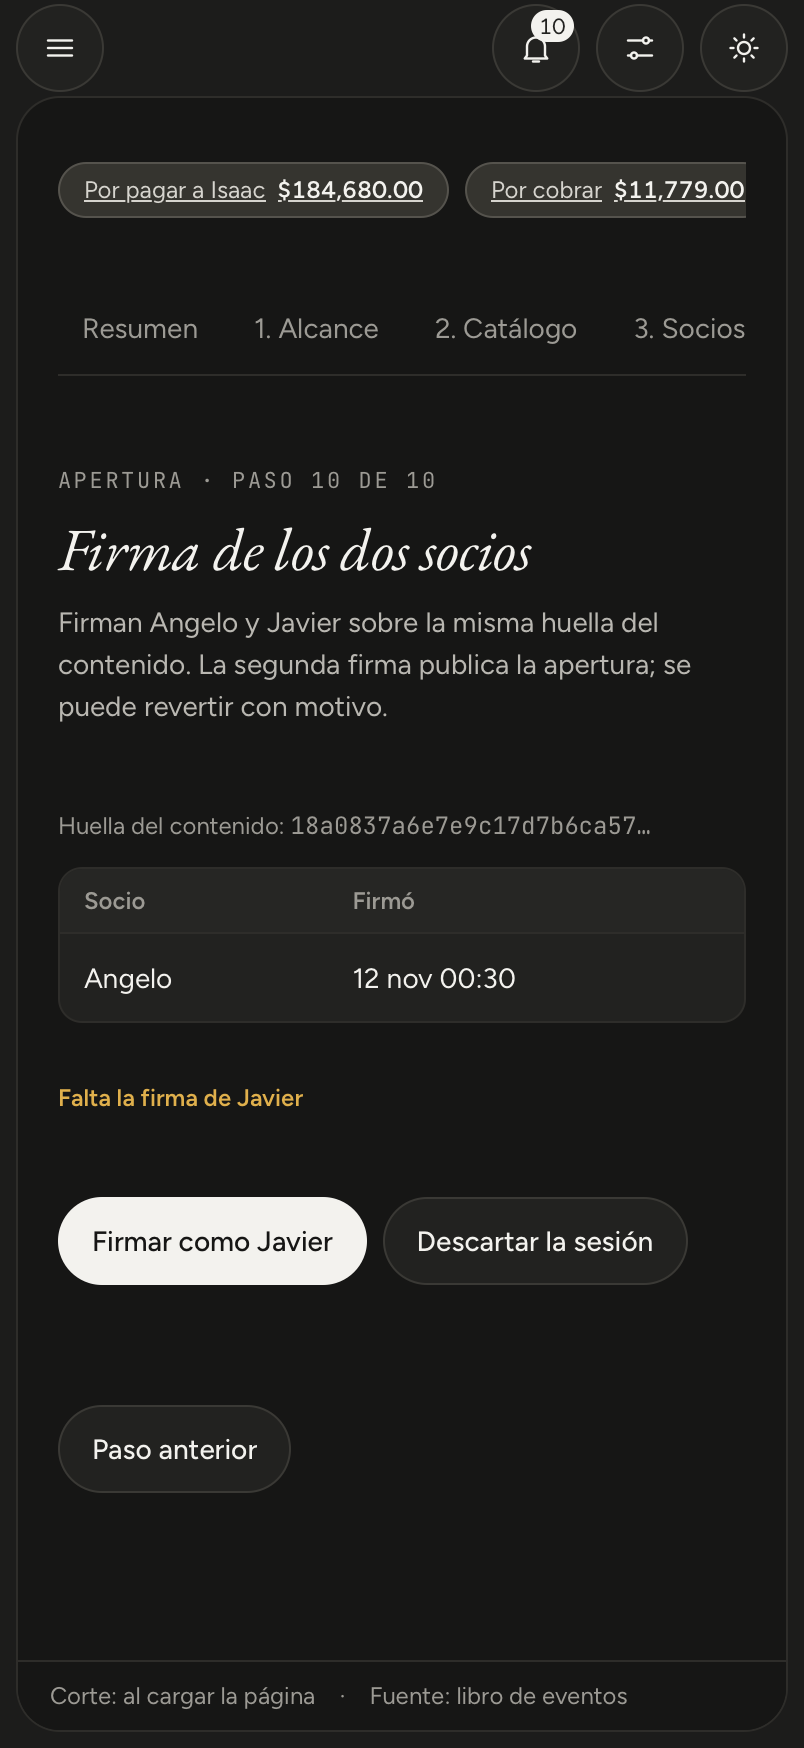 10
Por pagar a Isaac $184,680.00 Por cobrar $11,779.00
Resumen 1. Alcance 2. Catálogo 3. Socios
APERTURA · PASO 10 DE 10
Firma de los dos socios
Firman Angelo y Javier sobre la misma huella del
contenido. La segunda firma publica la apertura; se
puede revertir con motivo.
Huella del contenido: 18a0837a6e7e9c17d7b6ca57…
Socio Firmó
Angelo 12 nov 00:30
Falta la firma de Javier
Firmar como Javier Descartar la sesión
Paso anterior
Corte: al cargar la página · Fuente: libro de eventos